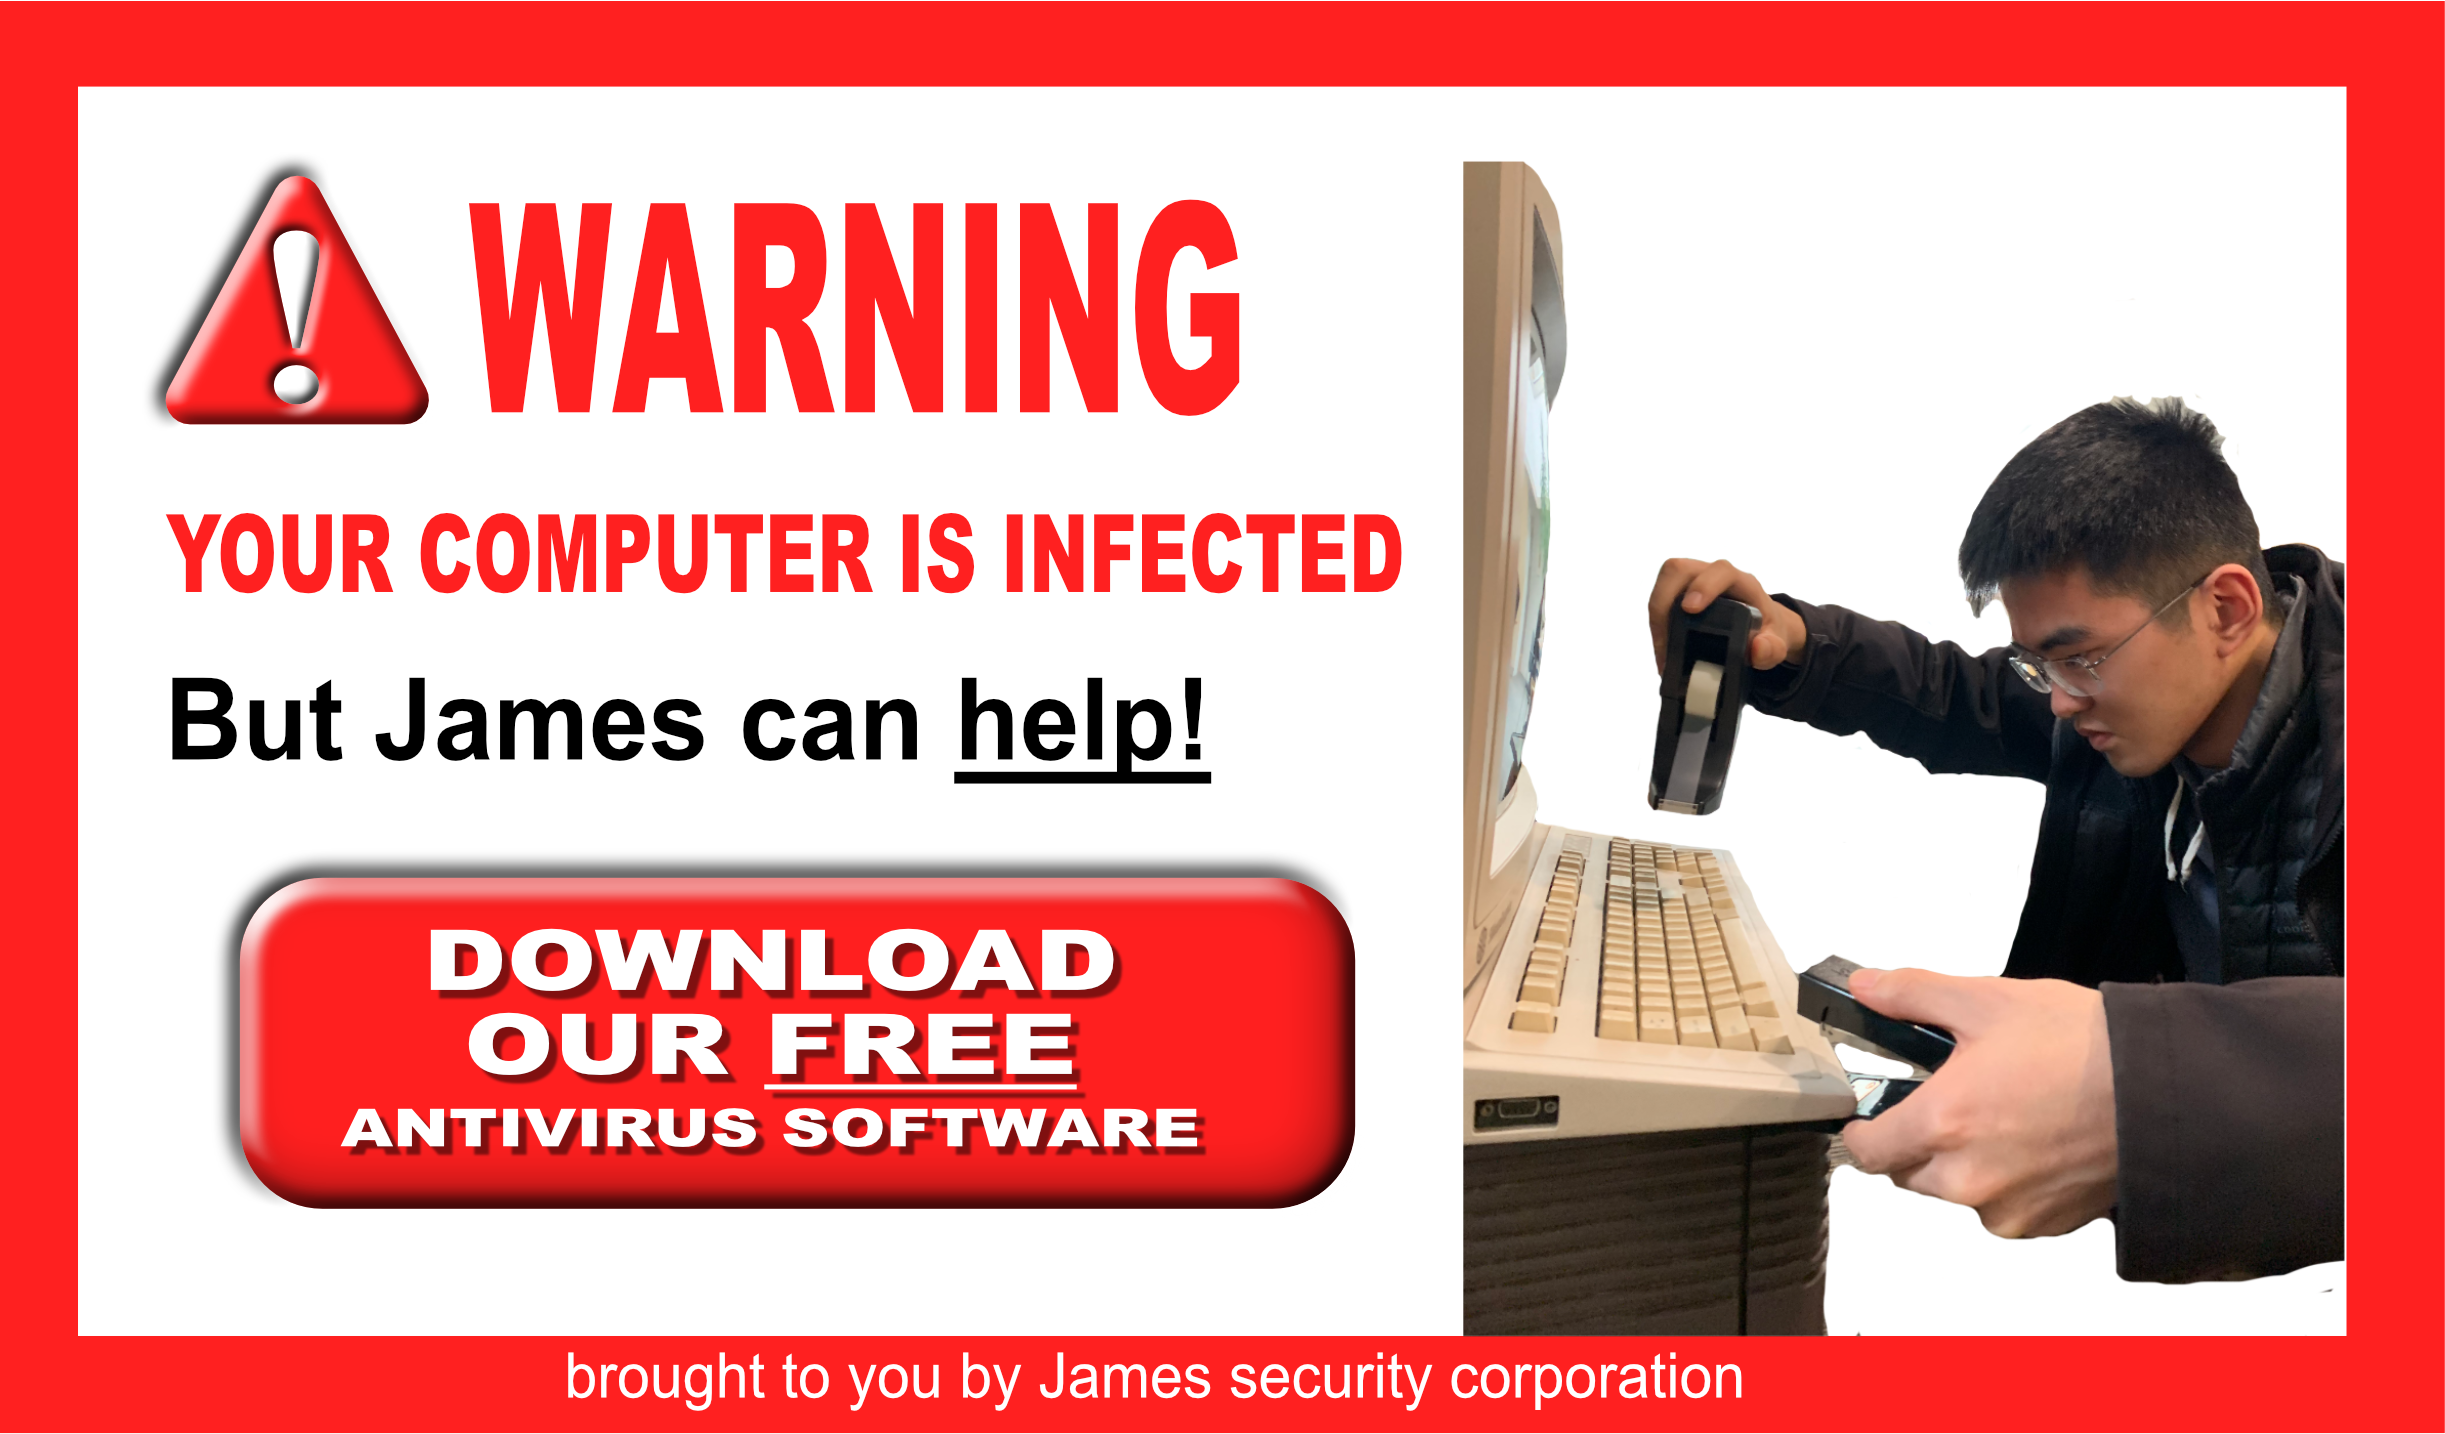 WARNING
YOUR COMPUTER IS INFECTED
But James can help!
DOWNLOAD
OUR FREE
ANTIVIRUS SOFTWARE
brought to you by James security corporation